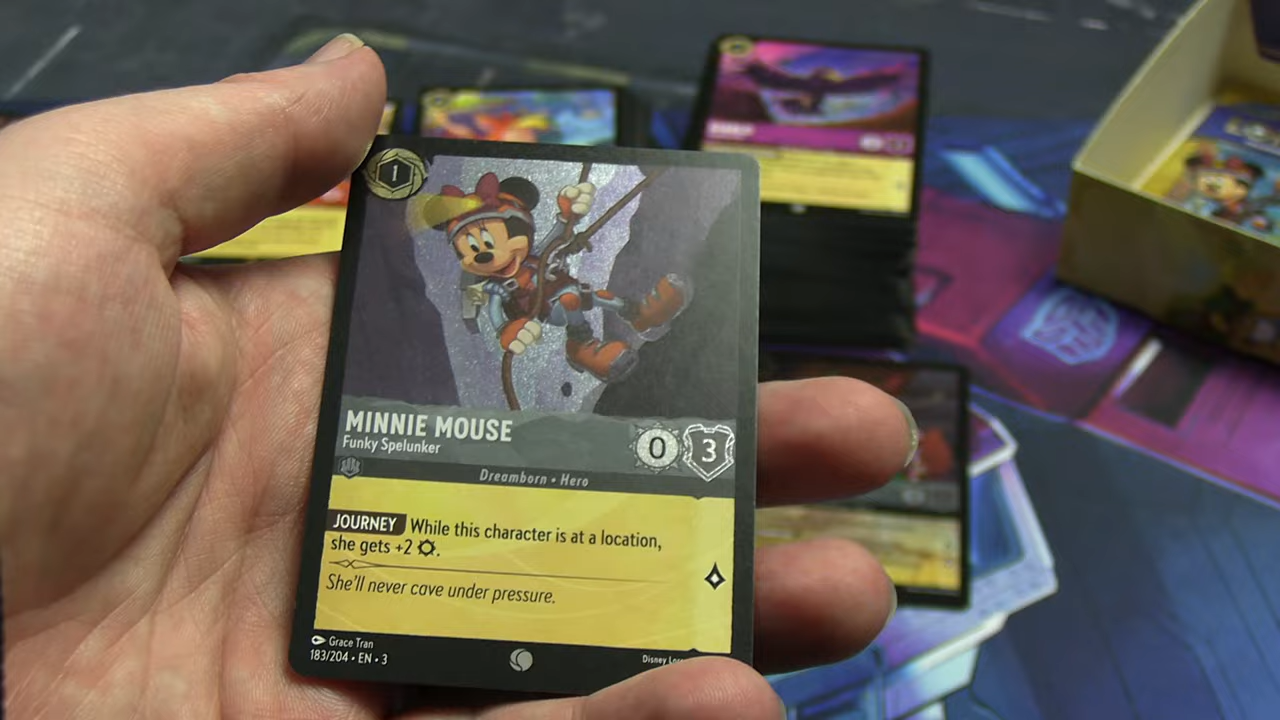 1
MINNIE MOUSE
Funky Spelunker
0 3
Dreamborn • Hero
JOURNEY While this character is at a location,
she gets +2
She'll never cave under pressure.
Grace Tran
183/204 • EN • 3
Disney